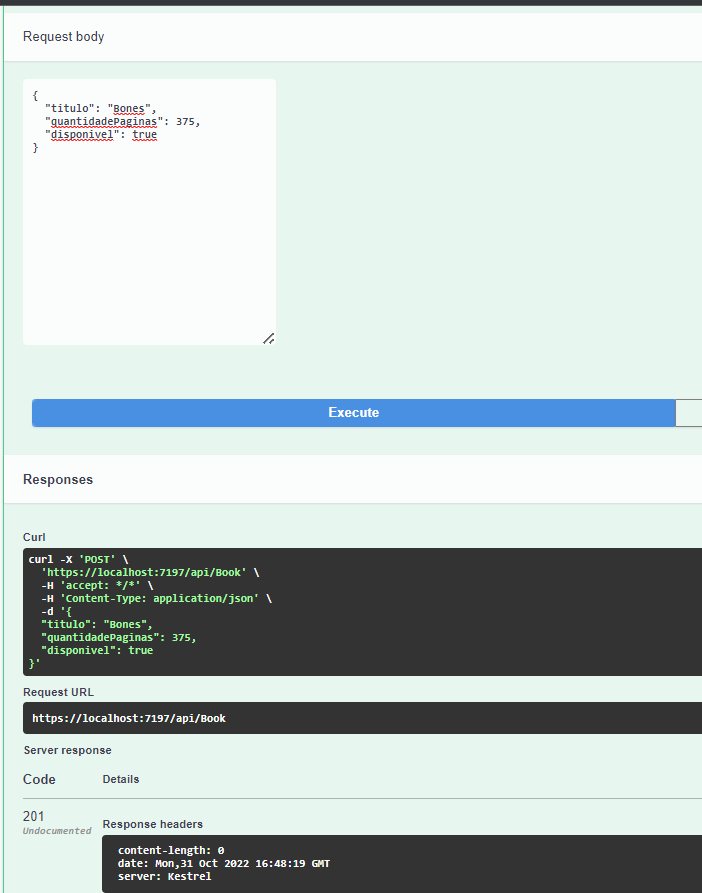 Request body
{
"titulo": "Bones",
"quantidadePaginas": 375,
"disponivel": true
}
Execute
Responses
Curl
curl -X 'POST' \
'https://localhost:7197/api/Book' \
-H 'accept: */*' \
-H 'Content-Type: application/json' \
-d '{
"titulo": "Bones",
"quantidadePaginas": 375,
"disponivel": true
}'
Request URL
https://localhost:7197/api/Book
Server response
Code Details
201
Undocumented
Response headers
content-length: 0
date: Mon,31 Oct 2022 16:48:19 GMT
server: Kestrel